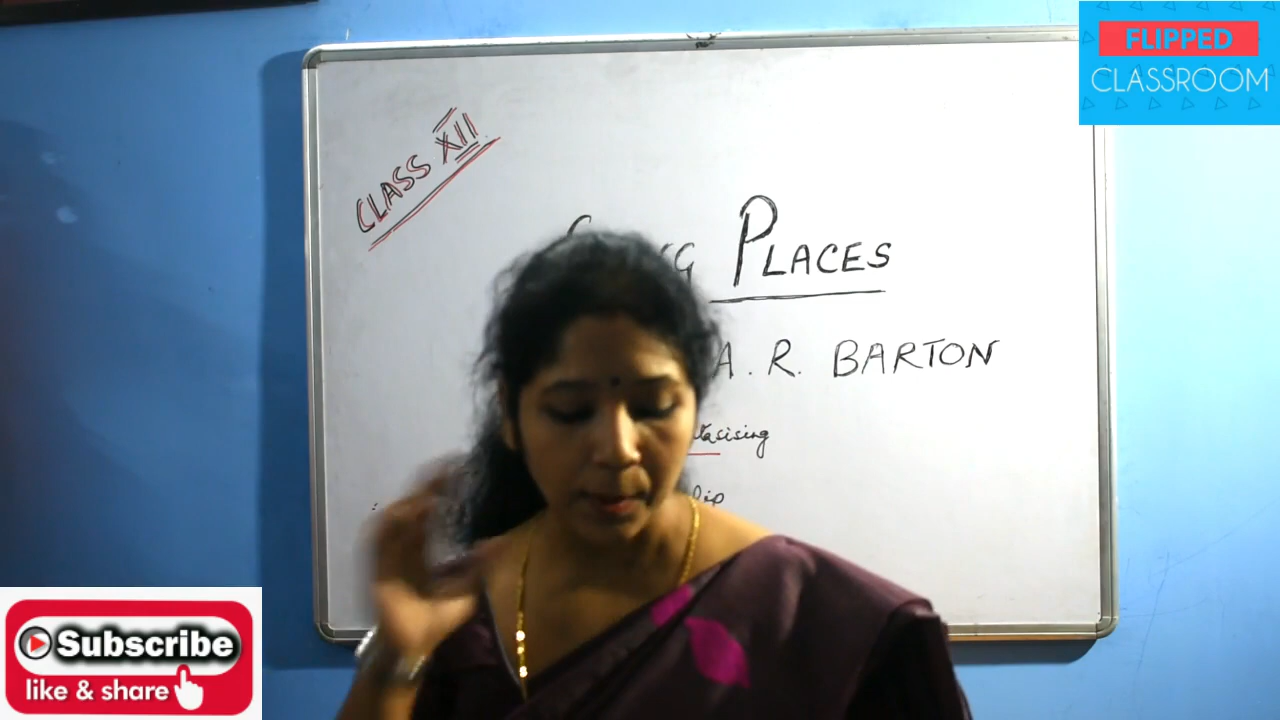 FLIPPED
CLASSROOM
CLASS XII
PLACES
A. R. BARTON
Subscribe
like & share